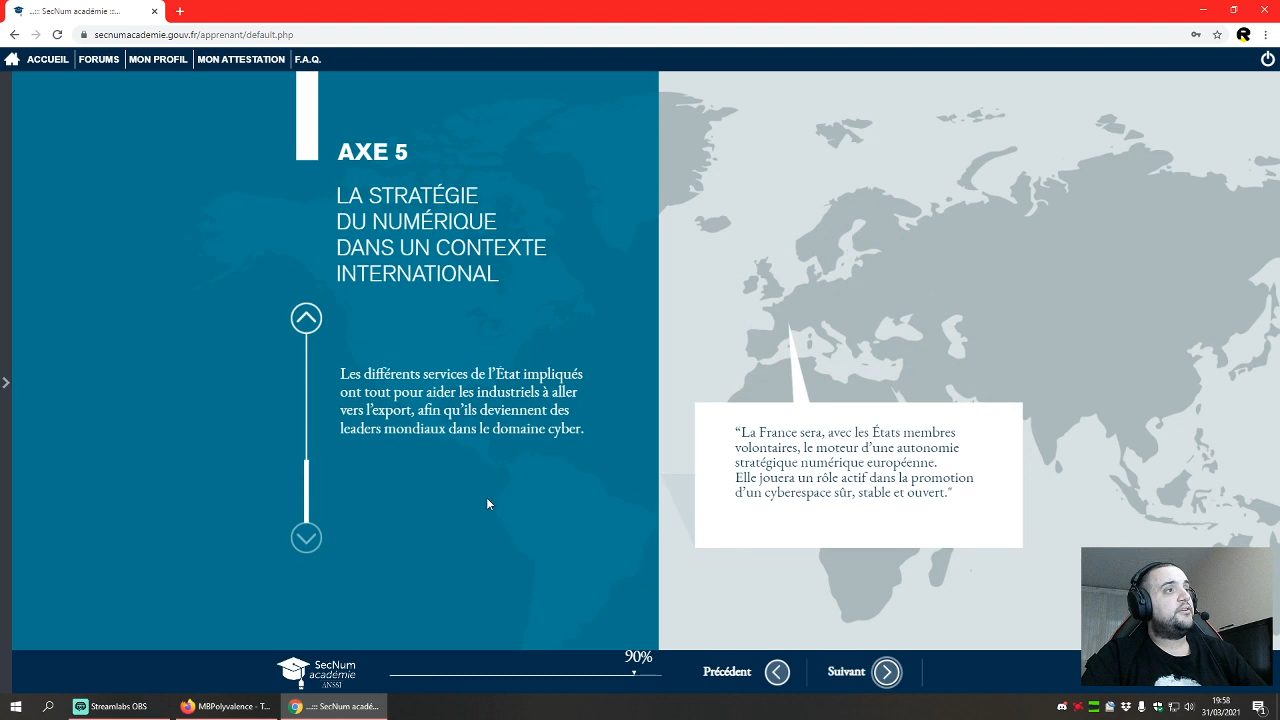 ..:: SecNum académie ::...
secnumacademie.gouv.fr/apprenant/default.php
ACCUEIL FORUMS MON PROFIL MON ATTESTATION F.A.Q.
AXE 5
LA STRATÉGIE
DU NUMÉRIQUE
DANS UN CONTEXTE
INTERNATIONAL
Les différents services de l’État impliqués
ont tout pour aider les industriels à aller
vers l’export, afin qu’ils deviennent des
leaders mondiaux dans le domaine cyber.
“La France sera, avec les États membres
volontaires, le moteur d’une autonomie
stratégique numérique européenne.
Elle jouera un rôle actif dans la promotion
d’un cyberespace sûr, stable et ouvert."
SecNum
académie
ANSSI
90%
Précédent
Suivant
Streamlabs OBS
MBPolyvalence - T...
..:: SecNum acadé...
19:58
31/03/2021